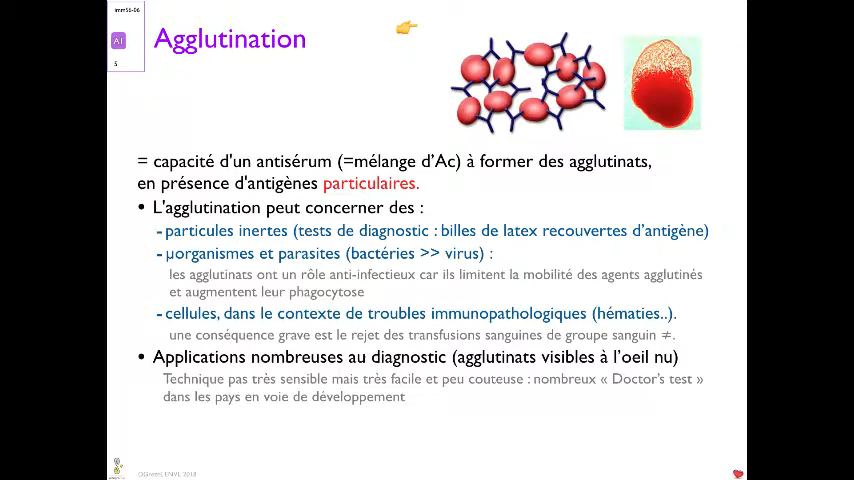 imm56-06
AI
5
Agglutination
= capacité d'un antisérum (=mélange d'Ac) à former des agglutinats,
en présence d'antigènes particulaires.
• L'agglutination peut concerner des :
- particules inertes (tests de diagnostic : billes de latex recouvertes d'antigène)
- µorganismes et parasites (bactéries >> virus) :
les agglutinats ont un rôle anti-infectieux car ils limitent la mobilité des agents agglutinés
et augmentent leur phagocytose
- cellules, dans le contexte de troubles immunopathologiques (hématies..).
une conséquence grave est le rejet des transfusions sanguines de groupe sanguin ≠.
• Applications nombreuses au diagnostic (agglutinats visibles à l'oeil nu)
Technique pas très sensible mais très facile et peu couteuse : nombreux « Doctor's test »
dans les pays en voie de développement
ENVL 2018